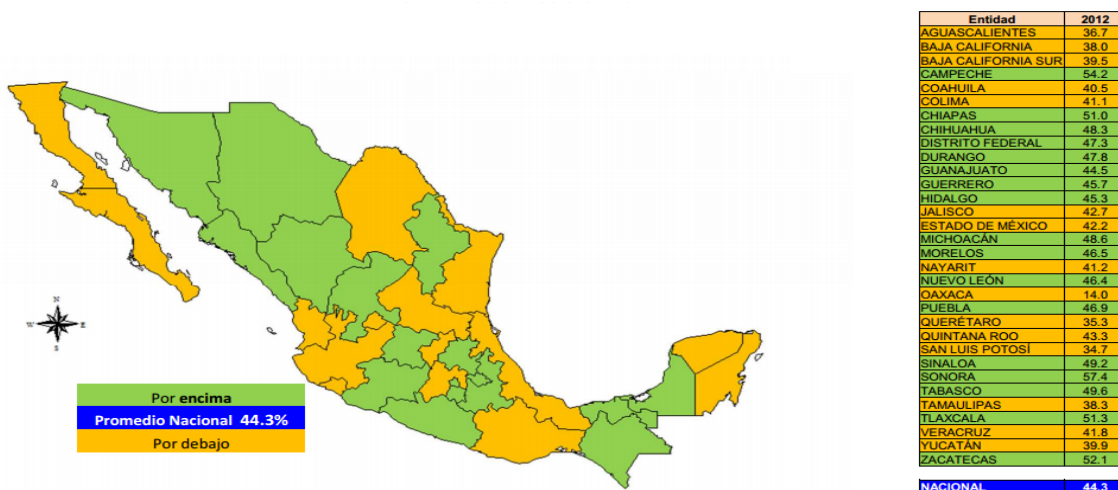 N
W E
S
Por encima
Promedio Nacional 44.3%
Por debajo
Entidad 2012
AGUASCALIENTES 36.7
BAJA CALIFORNIA 38.0
BAJA CALIFORNIA SUR 39.5
CAMPECHE 54.2
COAHUILA 40.5
COLIMA 41.1
CHIAPAS 51.0
CHIHUAHUA 48.3
DISTRITO FEDERAL 47.3
DURANGO 47.8
GUANAJUATO 44.5
GUERRERO 45.7
HIDALGO 45.3
JALISCO 42.7
ESTADO DE MÉXICO 42.2
MICHOACÁN 48.6
MORELOS 46.5
NAYARIT 41.2
NUEVO LEÓN 46.4
OAXACA 14.0
PUEBLA 46.9
QUERÉTARO 35.3
QUINTANA ROO 43.3
SAN LUIS POTOSÍ 34.7
SINALOA 49.2
SONORA 57.4
TABASCO 49.6
TAMAULIPAS 38.3
TLAXCALA 51.3
VERACRUZ 41.8
YUCATÁN 39.9
ZACATECAS 52.1
NACIONAL 44.3